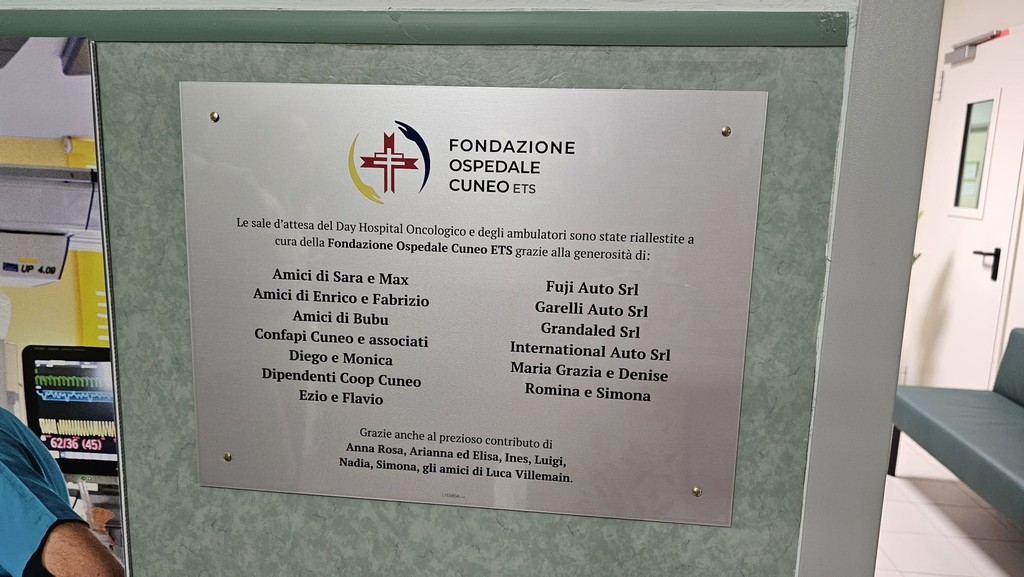 FONDAZIONE
OSPEDALE
CUNEO ETS
Le sale d'attesa del Day Hospital Oncologico e degli ambulatori sono state riallestite a
cura della Fondazione Ospedale Cuneo ETS grazie alla generosità di:
Amici di Sara e Max
Amici di Enrico e Fabrizio
Amici di Bubu
Confapi Cuneo e associati
Diego e Monica
Dipendenti Coop Cuneo
Ezio e Flavio
Fuji Auto Srl
Garelli Auto Srl
Grandaled Srl
International Auto Srl
Maria Grazia e Denise
Romina e Simona
Grazie anche al prezioso contributo di
Anna Rosa, Arianna ed Elisa, Ines, Luigi,
Nadia, Simona, gli amici di Luca Villemain.
UP 4.09
62/36 (45)